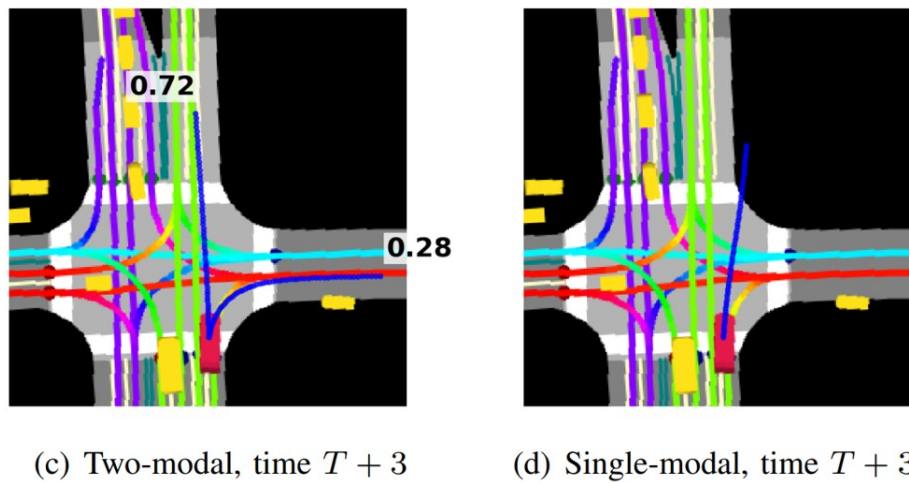 0.72
0.28
(c) Two-modal, time T + 3
(d) Single-modal, time T + 3